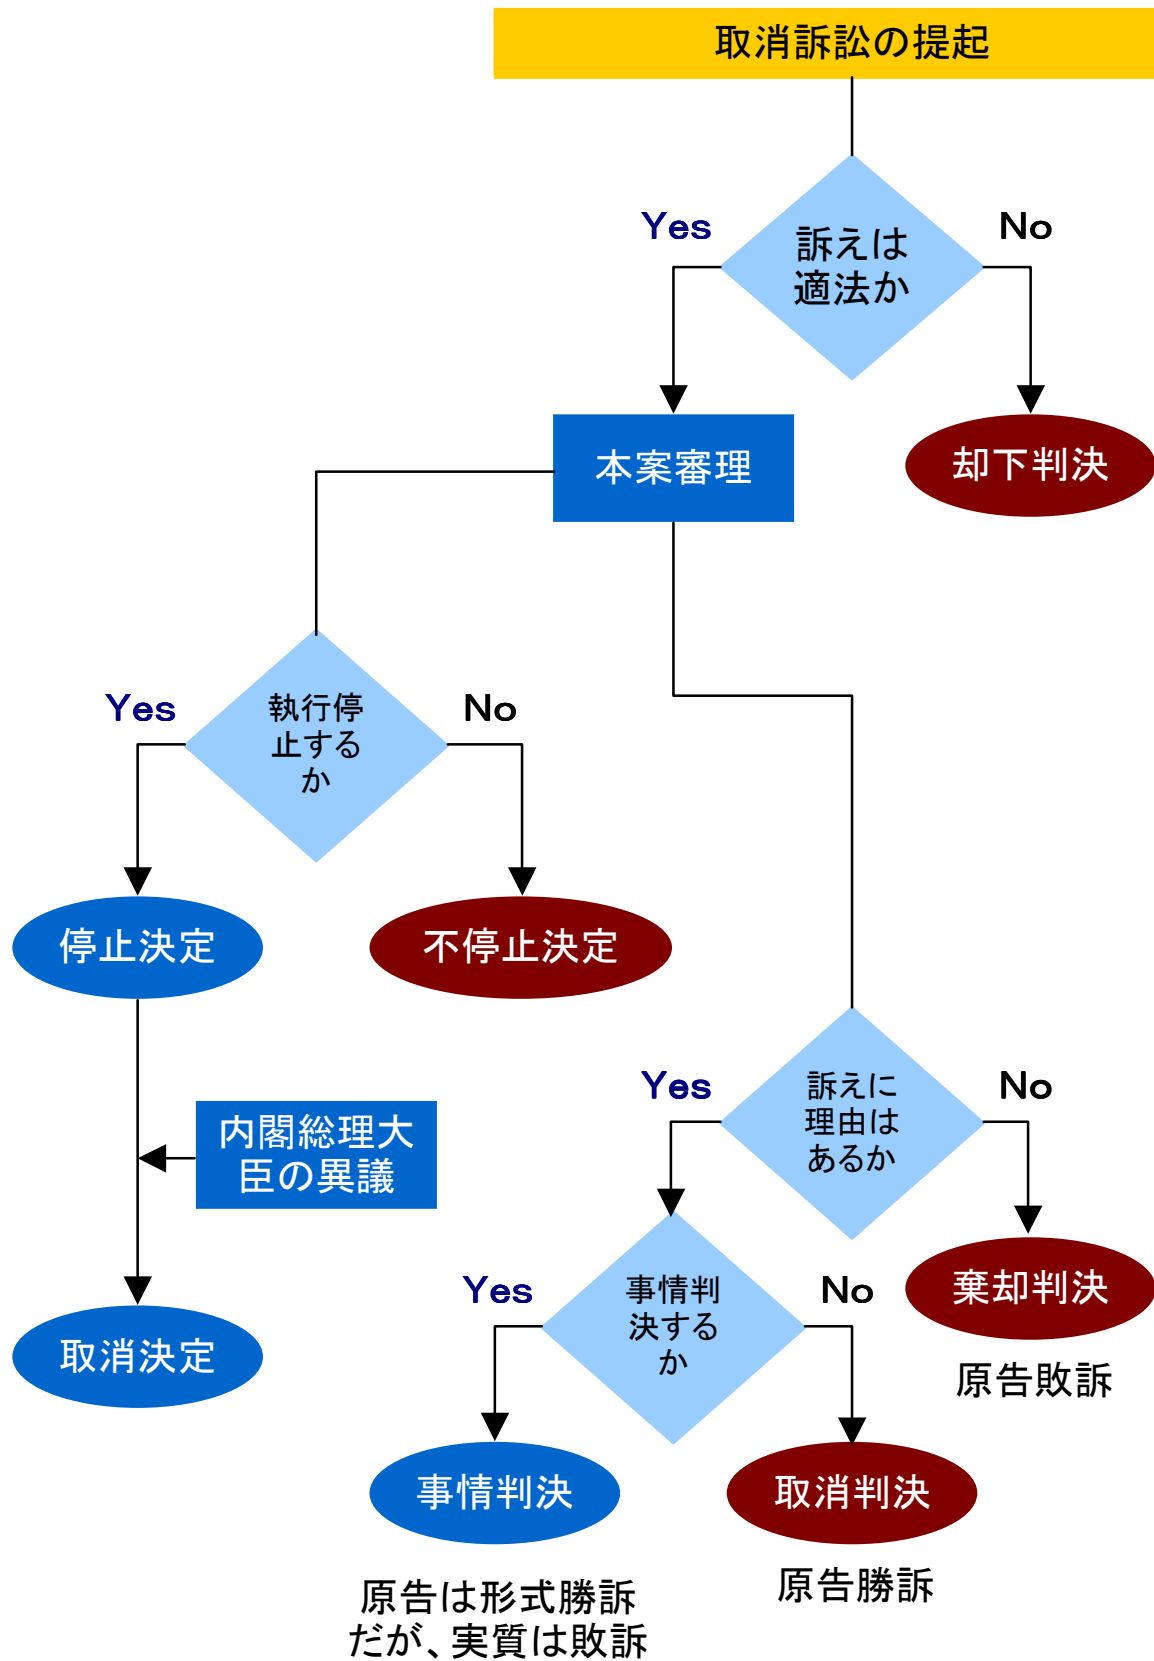 取消訴訟の提起
Yes
No
訴えは
適法か
本案審理
却下判決
Yes
No
執行停
止する
か
停止決定
不停止決定
内閣総理大
臣の異議
取消決定
Yes
No
訴えに
理由は
あるか
棄却判決
原告敗訴
Yes
No
事情判
決する
か
事情判決
取消判決
原告は形式勝訴
だが、実質は敗訴
原告勝訴